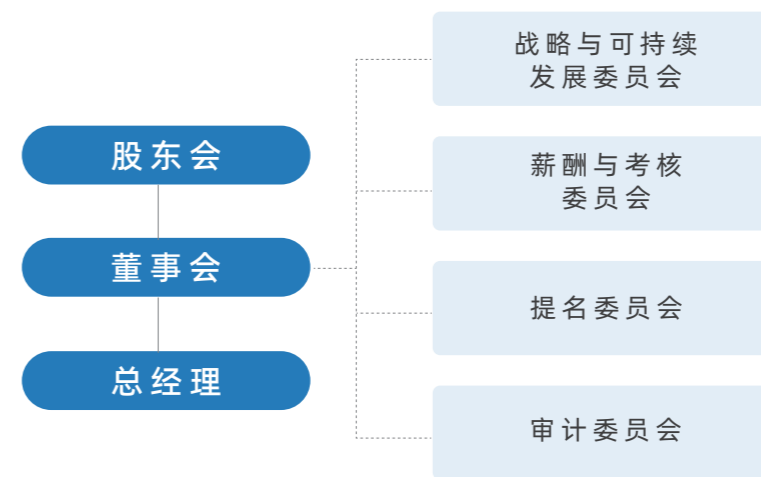 股东会
董事会
总经理
战略与可持续
发展委员会
薪酬与考核
委员会
提名委员会
审计委员会